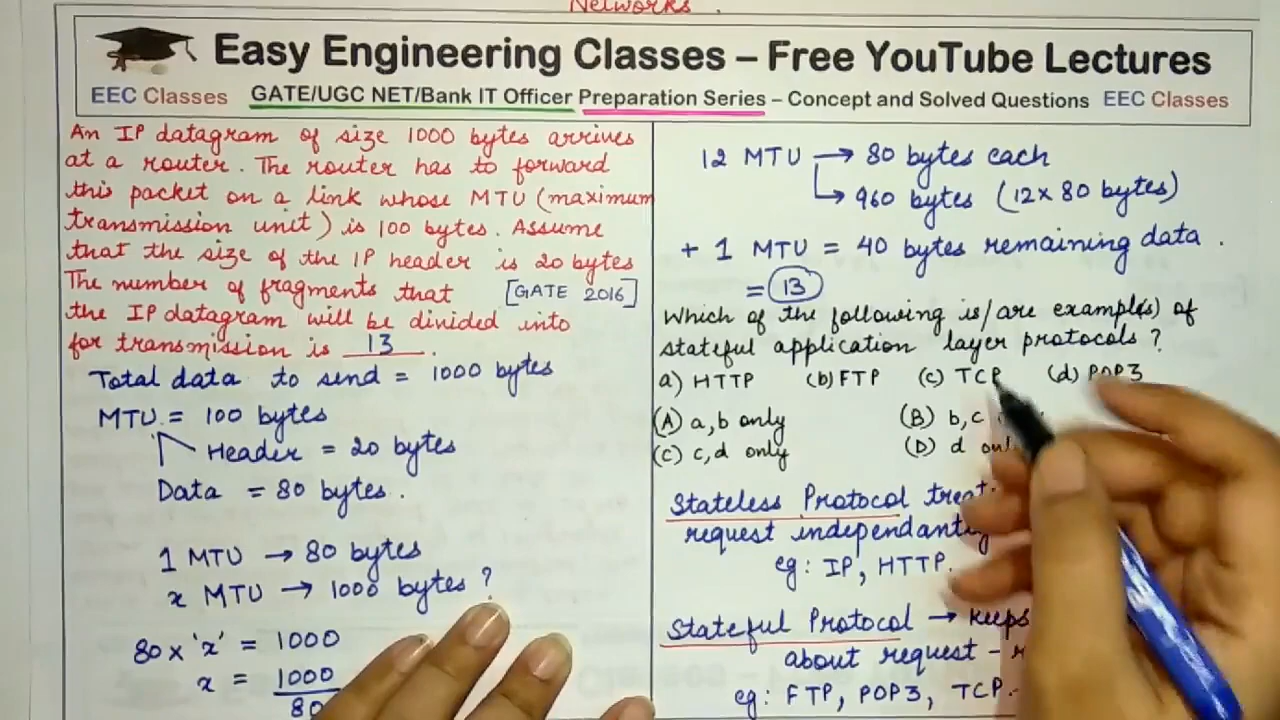 Networks.
Easy Engineering Classes – Free YouTube Lectures
EEC Classes GATE/UGC NET/Bank IT Officer Preparation Series – Concept and Solved Questions EEC Classes
An IP datagram of size 1000 bytes arrives
at a router. The router has to forward
this packet on a link whose MTU (maximum
transmission unit) is 100 bytes. Assume
that the size of the IP header is 20 bytes
The number of fragments that [GATE 2016]
the IP datagram will be divided into
for transmission is 13.
Total data to send = 1000 bytes
MTU = 100 bytes
Header = 20 bytes
Data = 80 bytes.
1 MTU → 80 bytes
x MTU → 1000 bytes ?
80 x 'x' = 1000
x = 1000
80
12 MTU → 80 bytes each
→ 960 bytes (12 x 80 bytes)
+ 1 MTU = 40 bytes remaining data.
= 13
Which of the following is/are example(s) of
stateful application layer protocols ?
a) HTTP (b) FTP (c) TCP (d) POP3
(A) a,b only (B) b,c
(C) c,d only (D) d
Stateless Protocol
request independantly
eg: IP, HTTP.
Stateful Protocol → keeps
about request -
eg: FTP, POP3, TCP.